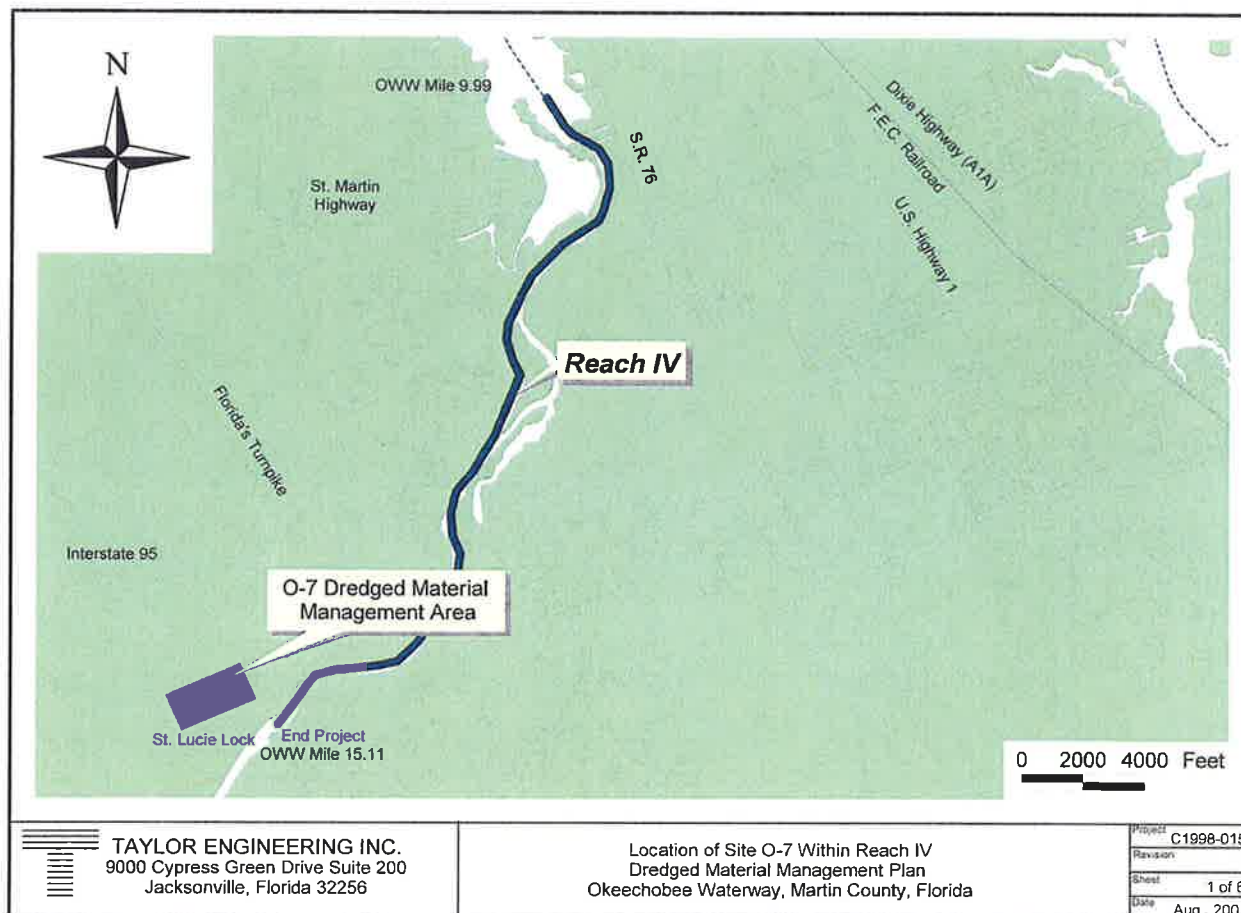 N
OWW Mile 9.99
S.R. 76
Dixie Highway (A1A)
F.E.C. Railroad
U.S. Highway 1
St. Martin
Highway
Reach IV
Florida's Turnpike
Interstate 95
O-7 Dredged Material
Management Area
St. Lucie Lock
End Project
OWW Mile 15.11
0 2000 4000 Feet
TAYLOR ENGINEERING INC.
9000 Cypress Green Drive Suite 200
Jacksonville, Florida 32256
Location of Site O-7 Within Reach IV
Dredged Material Management Plan
Okeechobee Waterway, Martin County, Florida
Project
C1998-015
Revision
Sheet
1 of 6
Date
Aug., 200